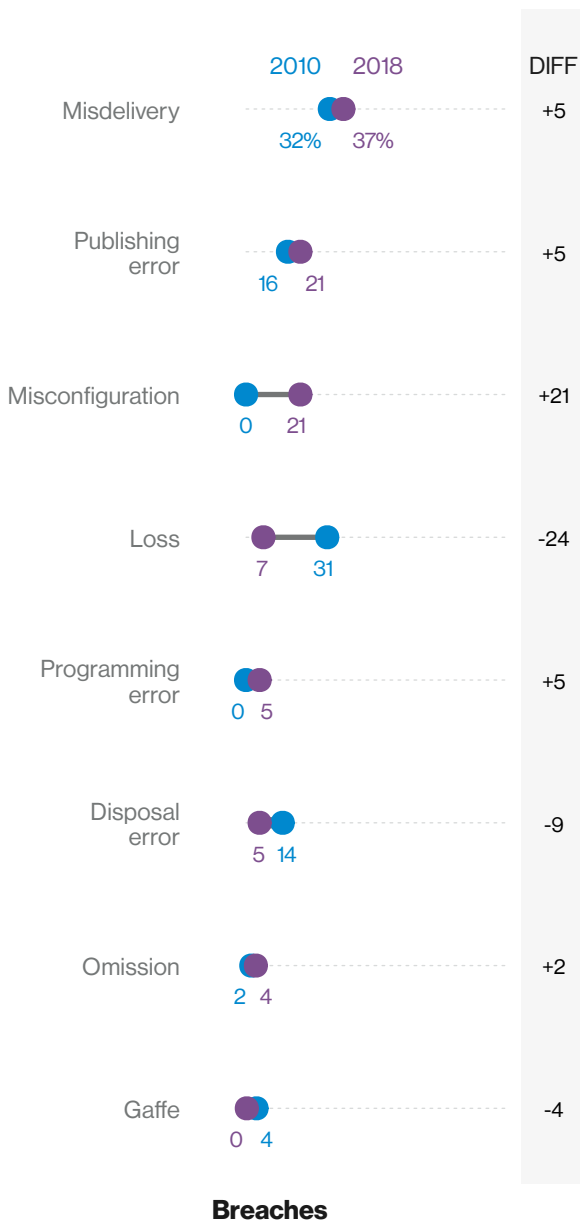 2010 2018 DIFF
Misdelivery +5
32% 37%
Publishing
error +5
16 21
Misconfiguration +21
0 21
Loss -24
7 31
Programming
error +5
0 5
Disposal
error -9
5 14
Omission +2
2 4
Gaffe -4
0 4
Breaches